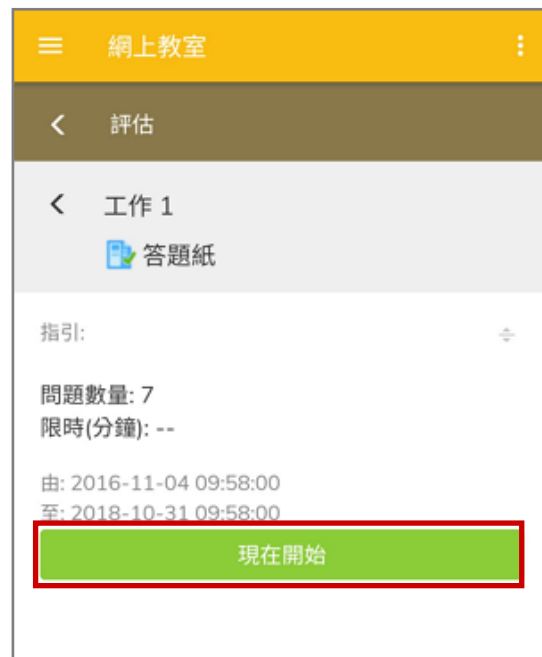 網上教室
評估
工作 1
答題紙
指引:
問題數量: 7
限時(分鐘): --
由: 2016-11-04 09:58:00
至: 2018-10-31 09:58:00
現在開始